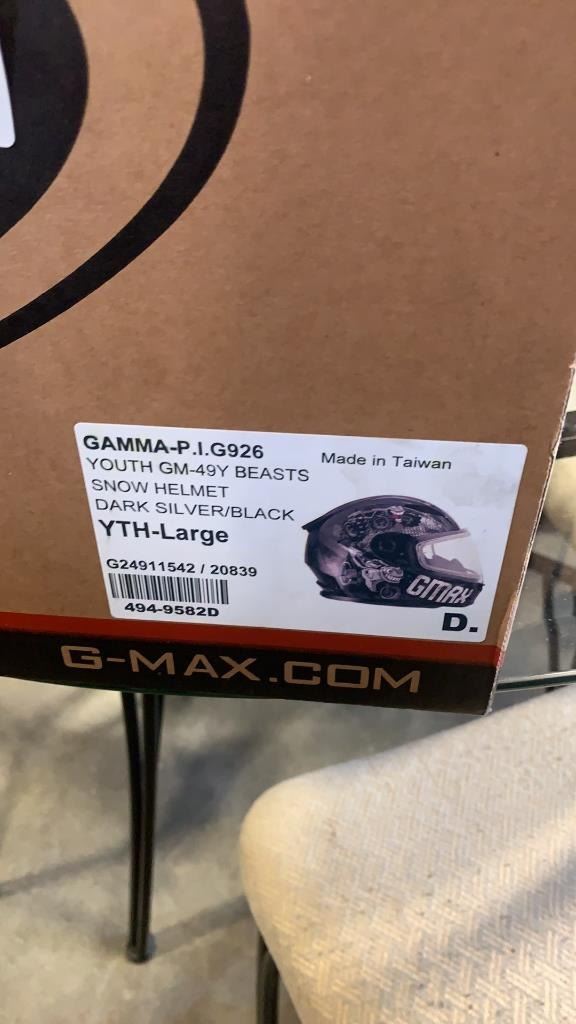 GAMMA-P.I.G926
Made in Taiwan
YOUTH GM-49Y BEASTS
SNOW HELMET
DARK SILVER/BLACK
YTH-Large
G24911542 / 20839
494-9582D
GMAX
D.
G-MAX.COM